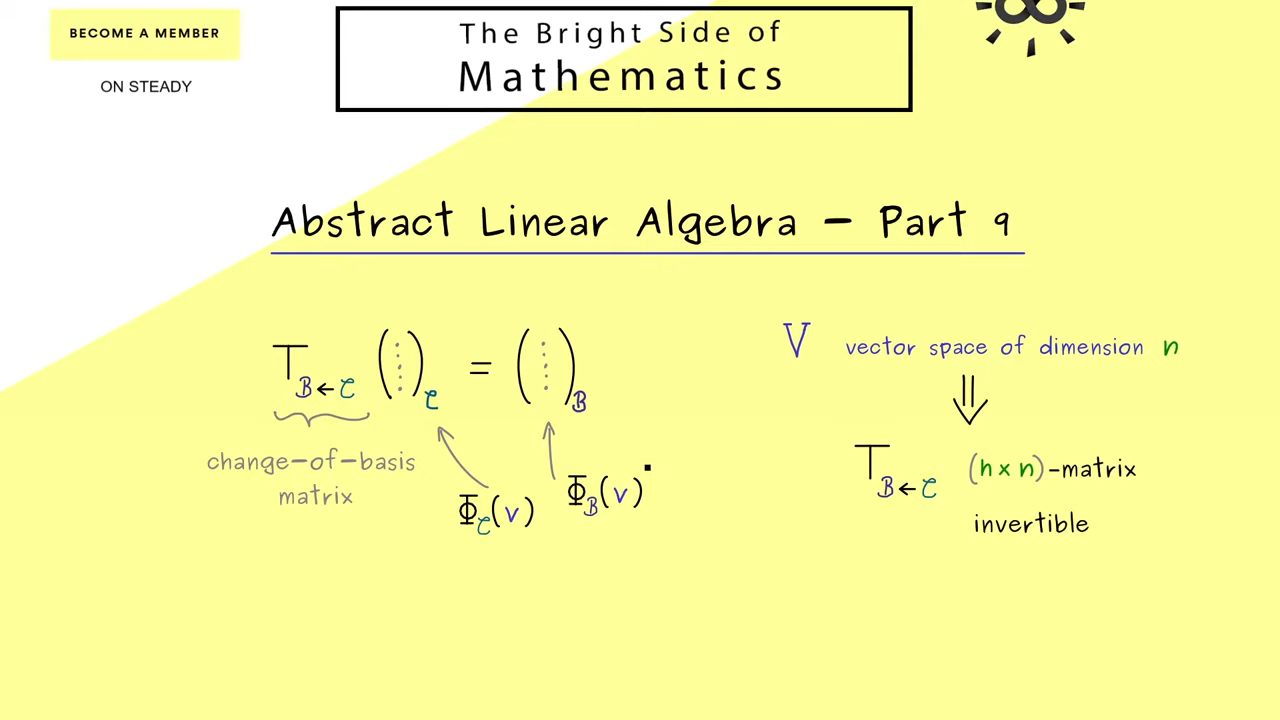 BECOME A MEMBER
ON STEADY
The Bright Side of
Mathematics
Abstract Linear Algebra – Part 9
T_{B←C} (⋮)_C = (⋮)_B
change-of-basis
matrix
Φ_C(v)
Φ_B(v)
V vector space of dimension n
⇓
T_{B←C} (n×n)-matrix
invertible